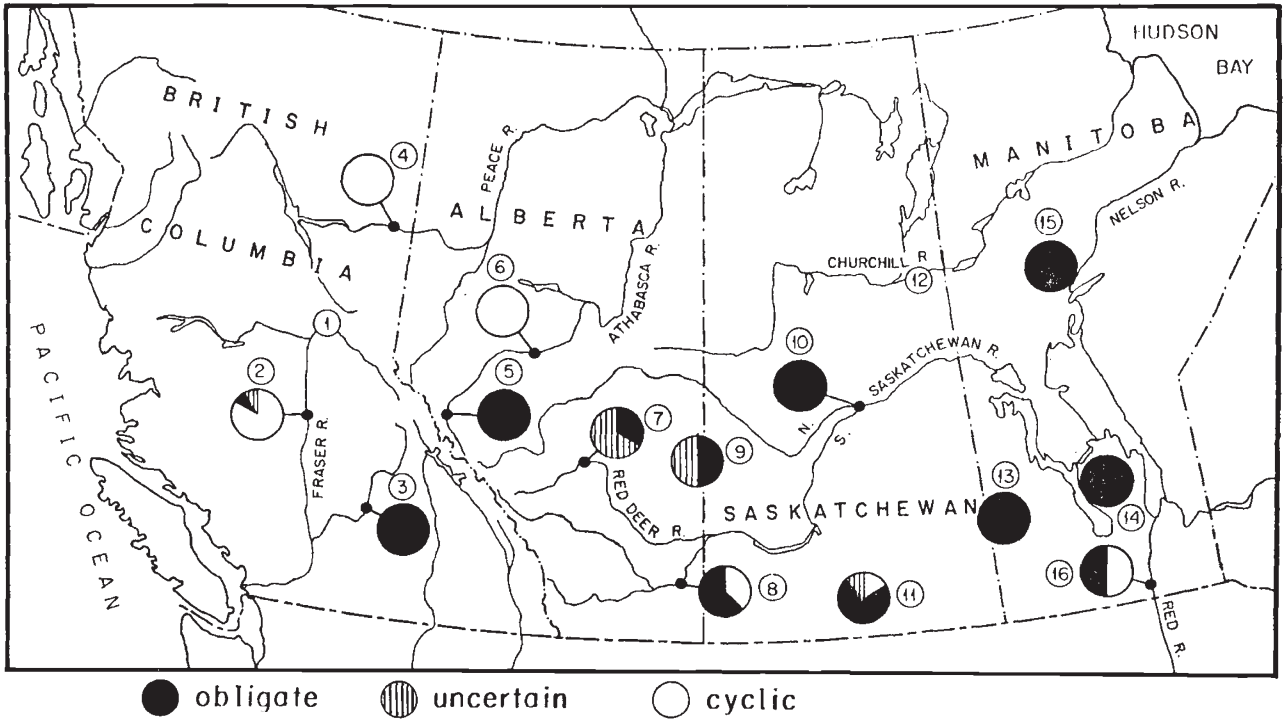 HUDSON
BAY
BRITISH
COLUMBIA
ALBERTA
MANITOBA
SASKATCHEWAN
PACIFIC OCEAN
PEACE R.
ATHABASCA R.
CHURCHILL R
NELSON R.
SASKATCHEWAN R.
N.
S.
FRASER R.
RED DEER R.
RED R.
1
2
3
4
5
6
7
8
9
10
11
12
13
14
15
16
obligate uncertain cyclic